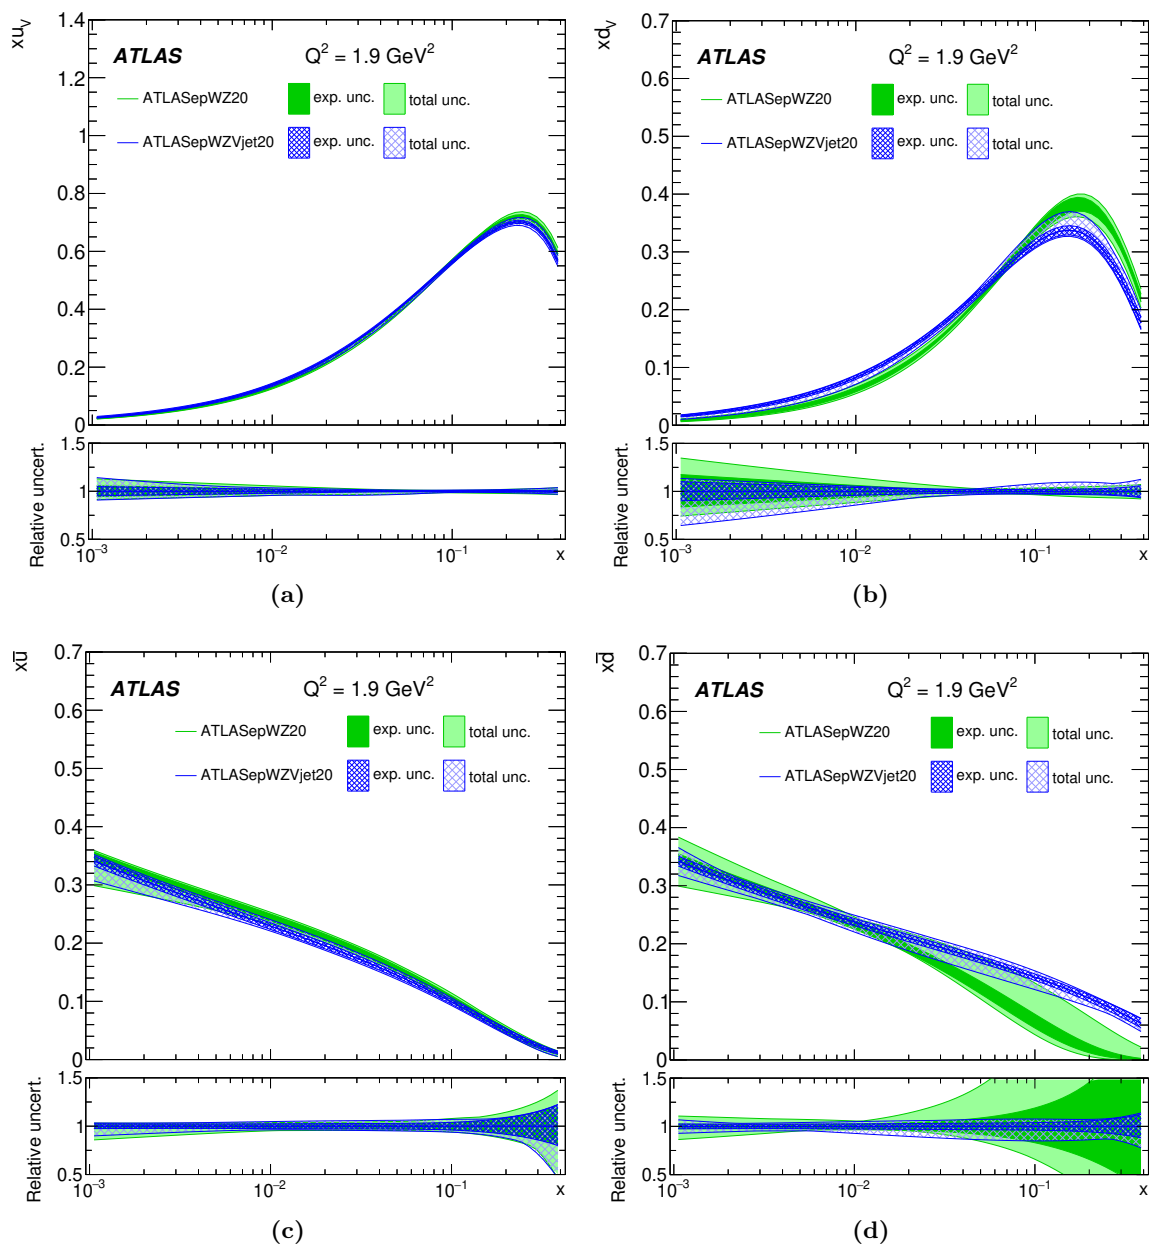 xu_V
1.4
1.2
1
0.8
0.6
0.4
0.2
0
ATLAS
Q² = 1.9 GeV²
ATLASepWZ20 exp. unc. total unc.
ATLASepWZVjet20 exp. unc. total unc.
Relative uncert.
1.5
1
0.5
10⁻³ 10⁻² 10⁻¹ x
(a)
xd_V
0.7
0.6
0.5
0.4
0.3
0.2
0.1
0
ATLAS
Q² = 1.9 GeV²
ATLASepWZ20 exp. unc. total unc.
ATLASepWZVjet20 exp. unc. total unc.
Relative uncert.
1.5
1
0.5
10⁻³ 10⁻² 10⁻¹ x
(b)
xu̅
0.7
0.6
0.5
0.4
0.3
0.2
0.1
0
ATLAS
Q² = 1.9 GeV²
ATLASepWZ20 exp. unc. total unc.
ATLASepWZVjet20 exp. unc. total unc.
Relative uncert.
1.5
1
0.5
10⁻³ 10⁻² 10⁻¹ x
(c)
xd̅
0.7
0.6
0.5
0.4
0.3
0.2
0.1
0
ATLAS
Q² = 1.9 GeV²
ATLASepWZ20 exp. unc. total unc.
ATLASepWZVjet20 exp. unc. total unc.
Relative uncert.
1.5
1
0.5
10⁻³ 10⁻² 10⁻¹ x
(d)